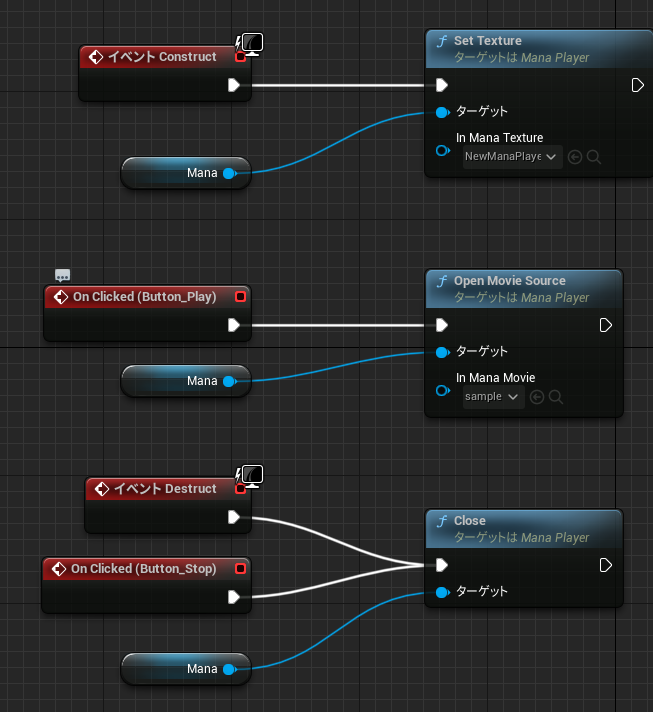 イベント Construct
Set Texture
ターゲットは Mana Player
ターゲット
In Mana Texture
NewManaPlaye
Mana
On Clicked (Button_Play)
Open Movie Source
ターゲットは Mana Player
ターゲット
In Mana Movie
sample
Mana
イベント Destruct
On Clicked (Button_Stop)
Close
ターゲットは Mana Player
ターゲット
Mana